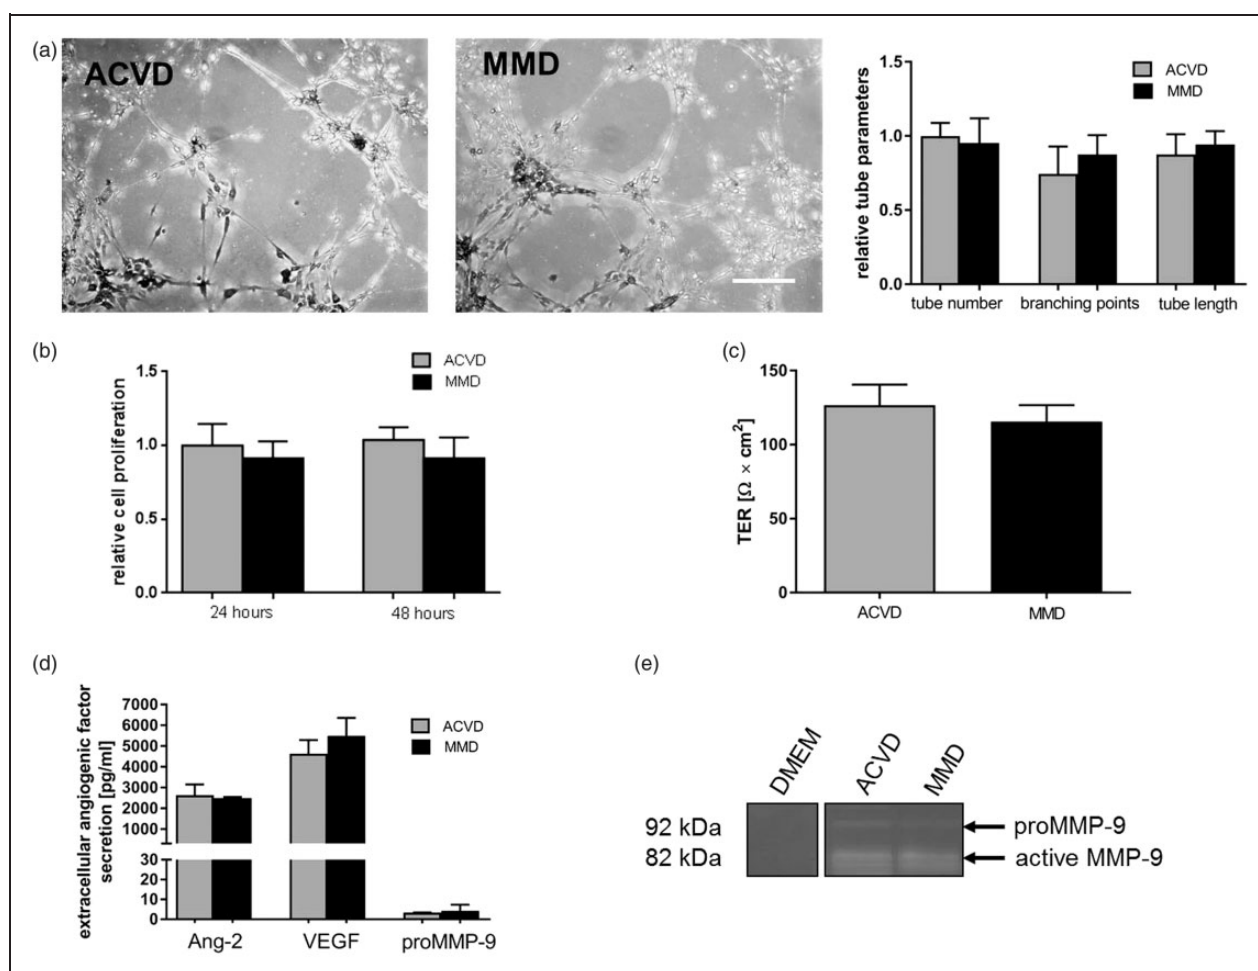 (a)
ACVD
MMD
relative tube parameters
1.5
1.0
0.5
0.0
ACVD
MMD
tube number branching points tube length
(b)
relative cell proliferation
1.5
1.0
0.5
0.0
ACVD
MMD
24 hours 48 hours
(c)
TER [Ω × cm²]
150
100
50
0
ACVD MMD
(d)
extracellular angiogenic factor
secretion [pg/ml]
7000
6000
5000
4000
3000
2000
1000
30
20
10
0
ACVD
MMD
Ang-2 VEGF proMMP-9
(e)
DMEM ACVD MMD
92 kDa proMMP-9
82 kDa active MMP-9